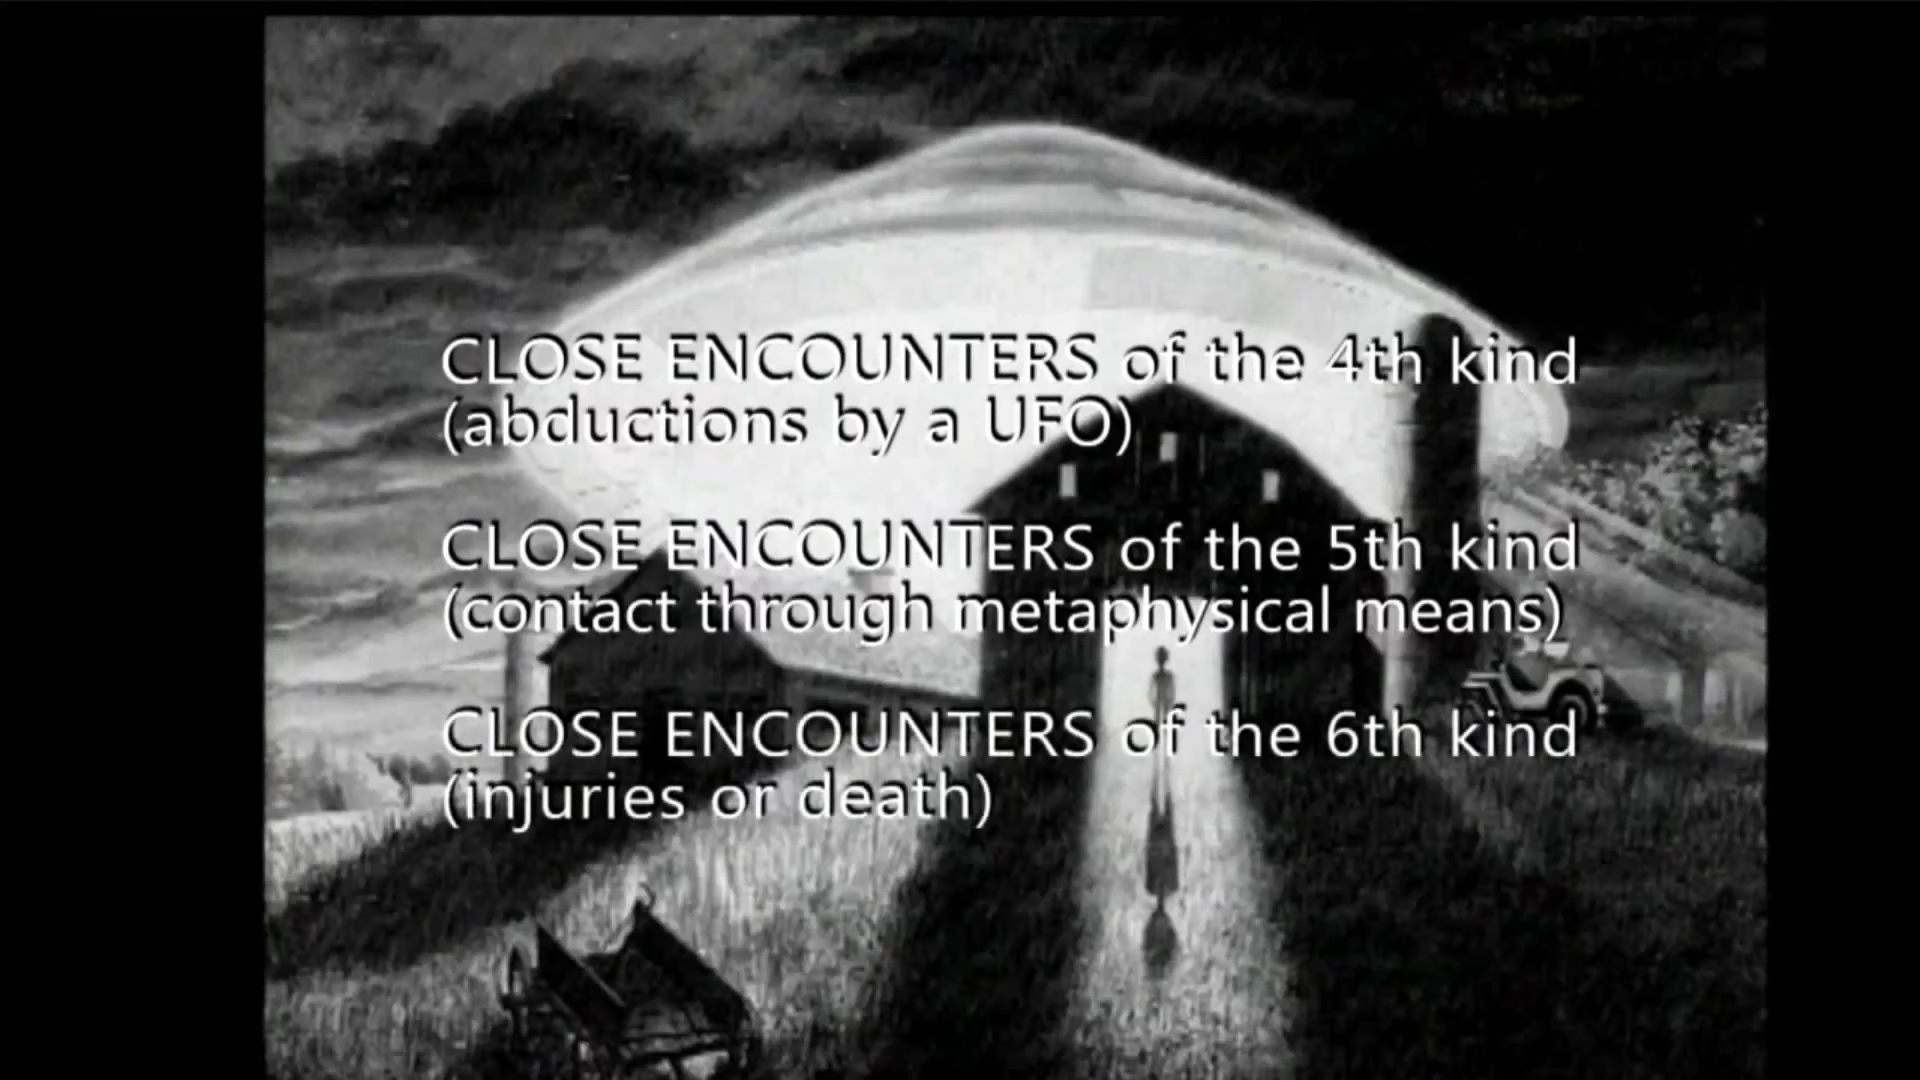 CLOSE ENCOUNTERS of the 4th kind
(abductions by a UFO)
CLOSE ENCOUNTERS of the 5th kind
(contact through metaphysical means)
CLOSE ENCOUNTERS of the 6th kind
(injuries or death)